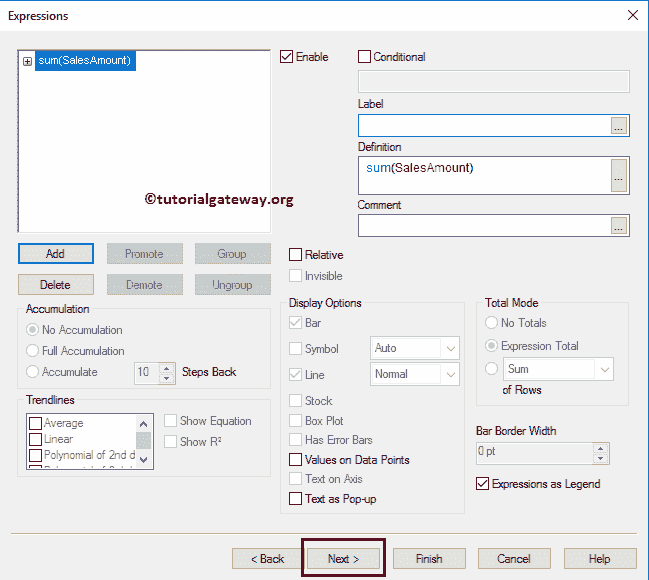 Expressions
sum(SalesAmount)
Enable
Conditional
Label
...
Definition
sum(SalesAmount)
...
©tutorialgateway.org
Comment
...
Add
Promote
Group
Relative
Delete
Demote
Ungroup
Invisible
Accumulation
No Accumulation
Full Accumulation
Accumulate
10
Steps Back
Display Options
Bar
Symbol
Auto
Line
Normal
Stock
Box Plot
Has Error Bars
Values on Data Points
Text on Axis
Text as Pop-up
Total Mode
No Totals
Expression Total
Sum
of Rows
Trendlines
Average
Linear
Polynomial of 2nd d
Show Equation
Show R²
Bar Border Width
0 pt
Expressions as Legend
< Back
Next >
Finish
Cancel
Help